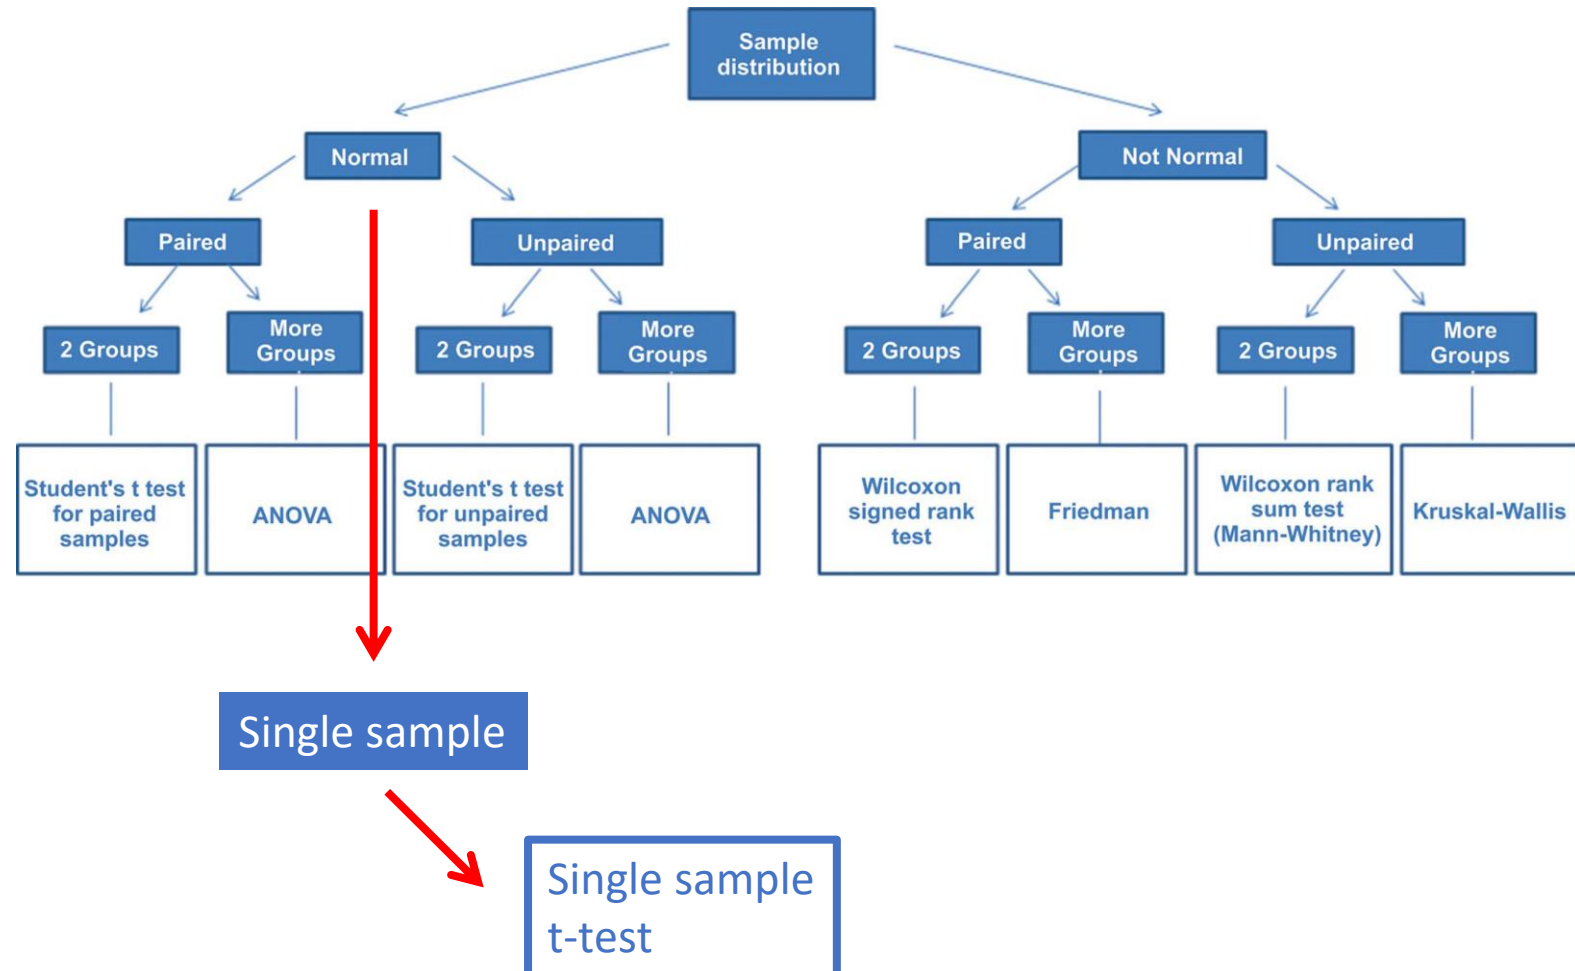 Sample
distribution
Normal
Not Normal
Paired
Unpaired
Paired
Unpaired
2 Groups
More
Groups
2 Groups
More
Groups
2 Groups
More
Groups
2 Groups
More
Groups
Student's t test
for paired
samples
ANOVA
Student's t test
for unpaired
samples
ANOVA
Wilcoxon
signed rank
test
Friedman
Wilcoxon rank
sum test
(Mann-Whitney)
Kruskal-Wallis
Single sample
Single sample
t-test